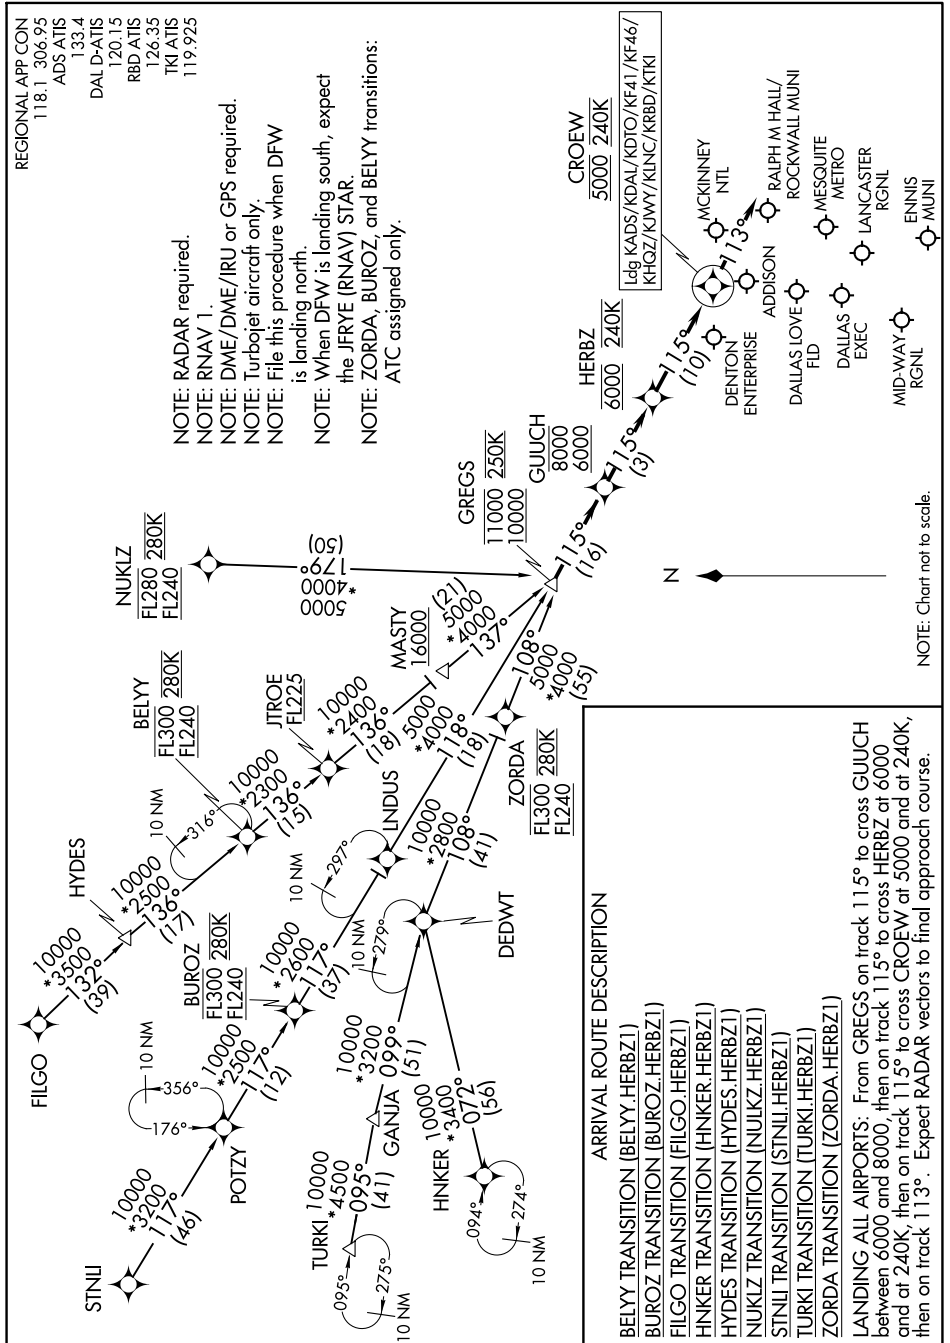 REGIONAL APP CON
118.1 306.95
ADS ATIS
133.4
DAL D-ATIS
120.15
RBD ATIS
126.35
TKI ATIS
119.925
NOTE: RADAR required.
NOTE: RNAV 1.
NOTE: DME/DME/IRU or GPS required.
NOTE: Turbojet aircraft only.
NOTE: File this procedure when DFW
is landing north.
NOTE: When DFW is landing south, expect
the JFRYE (RNAV) STAR.
NOTE: ZORDA, BUROZ, and BELYY transitions:
ATC assigned only.
NUKLZ
FL280 280K
FL240
5000
*4000
179°
(50)
BELYY
FL300 280K
FL240
JTROE
FL225
MASTY
16000
HYDES
FILGO
10000
*3500
132°
(39)
10000
*2500
136°
(17)
10 NM
316°
10000
*2300
136°
(15)
10000
*2400
136°
(18)
5000
*4000
137°
(21)
STNLI
10000
*3200
117°
(46)
POTZY
10 NM
356°
176°
10000
*2500
117°
(12)
BUROZ
FL300 280K
FL240
10000
*2600
117°
(37)
LNDUS
10 NM
297°
5000
*4000
118°
(18)
TURKI
10000
*4500
095°
(41)
095°
275°
10 NM
GANJA
10000
*3200
099°
(51)
HNKER
10000
*3400
072°
(56)
094°
274°
10 NM
DEDWT
10 NM
279°
10000
*2800
108°
(41)
ZORDA
FL300 280K
FL240
108°
5000
*4000
(55)
GREGS
11000 250K
10000
115°
(16)
GUUCH
8000
6000
115°
(3)
HERBZ
6000 240K
115°
(10)
CROEW
5000 240K
Ldg KADS/KDAL/KDTO/KF41/KF46/
KHQZ/KJWY/KLNC/KRBD/KTKI
113°
MCKINNEY
NTL
RALPH M HALL/
ROCKWALL MUNI
MESQUITE
METRO
LANCASTER
RGNL
ENNIS
MUNI
ADDISON
DENTON
ENTERPRISE
DALLAS LOVE
FLD
DALLAS
EXEC
MID-WAY
RGNL
N
NOTE: Chart not to scale.
ARRIVAL ROUTE DESCRIPTION
BELYY TRANSITION (BELYY.HERBZ1)
BUROZ TRANSITION (BUROZ.HERBZ1)
FILGO TRANSITION (FILGO.HERBZ1)
HNKER TRANSITION (HNKER.HERBZ1)
HYDES TRANSITION (HYDES.HERBZ1)
NUKLZ TRANSITION (NULKZ.HERBZ1)
STNLI TRANSITION (STNLI.HERBZ1)
TURKI TRANSITION (TURKI.HERBZ1)
ZORDA TRANSITION (ZORDA.HERBZ1)
LANDING ALL AIRPORTS: From GREGS on track 115° to cross GUUCH
between 6000 and 8000, then on track 115° to cross HERBZ at 6000
and at 240K, then on track 115° to cross CROEW at 5000 and at 240K,
then on track 113°. Expect RADAR vectors to final approach course.